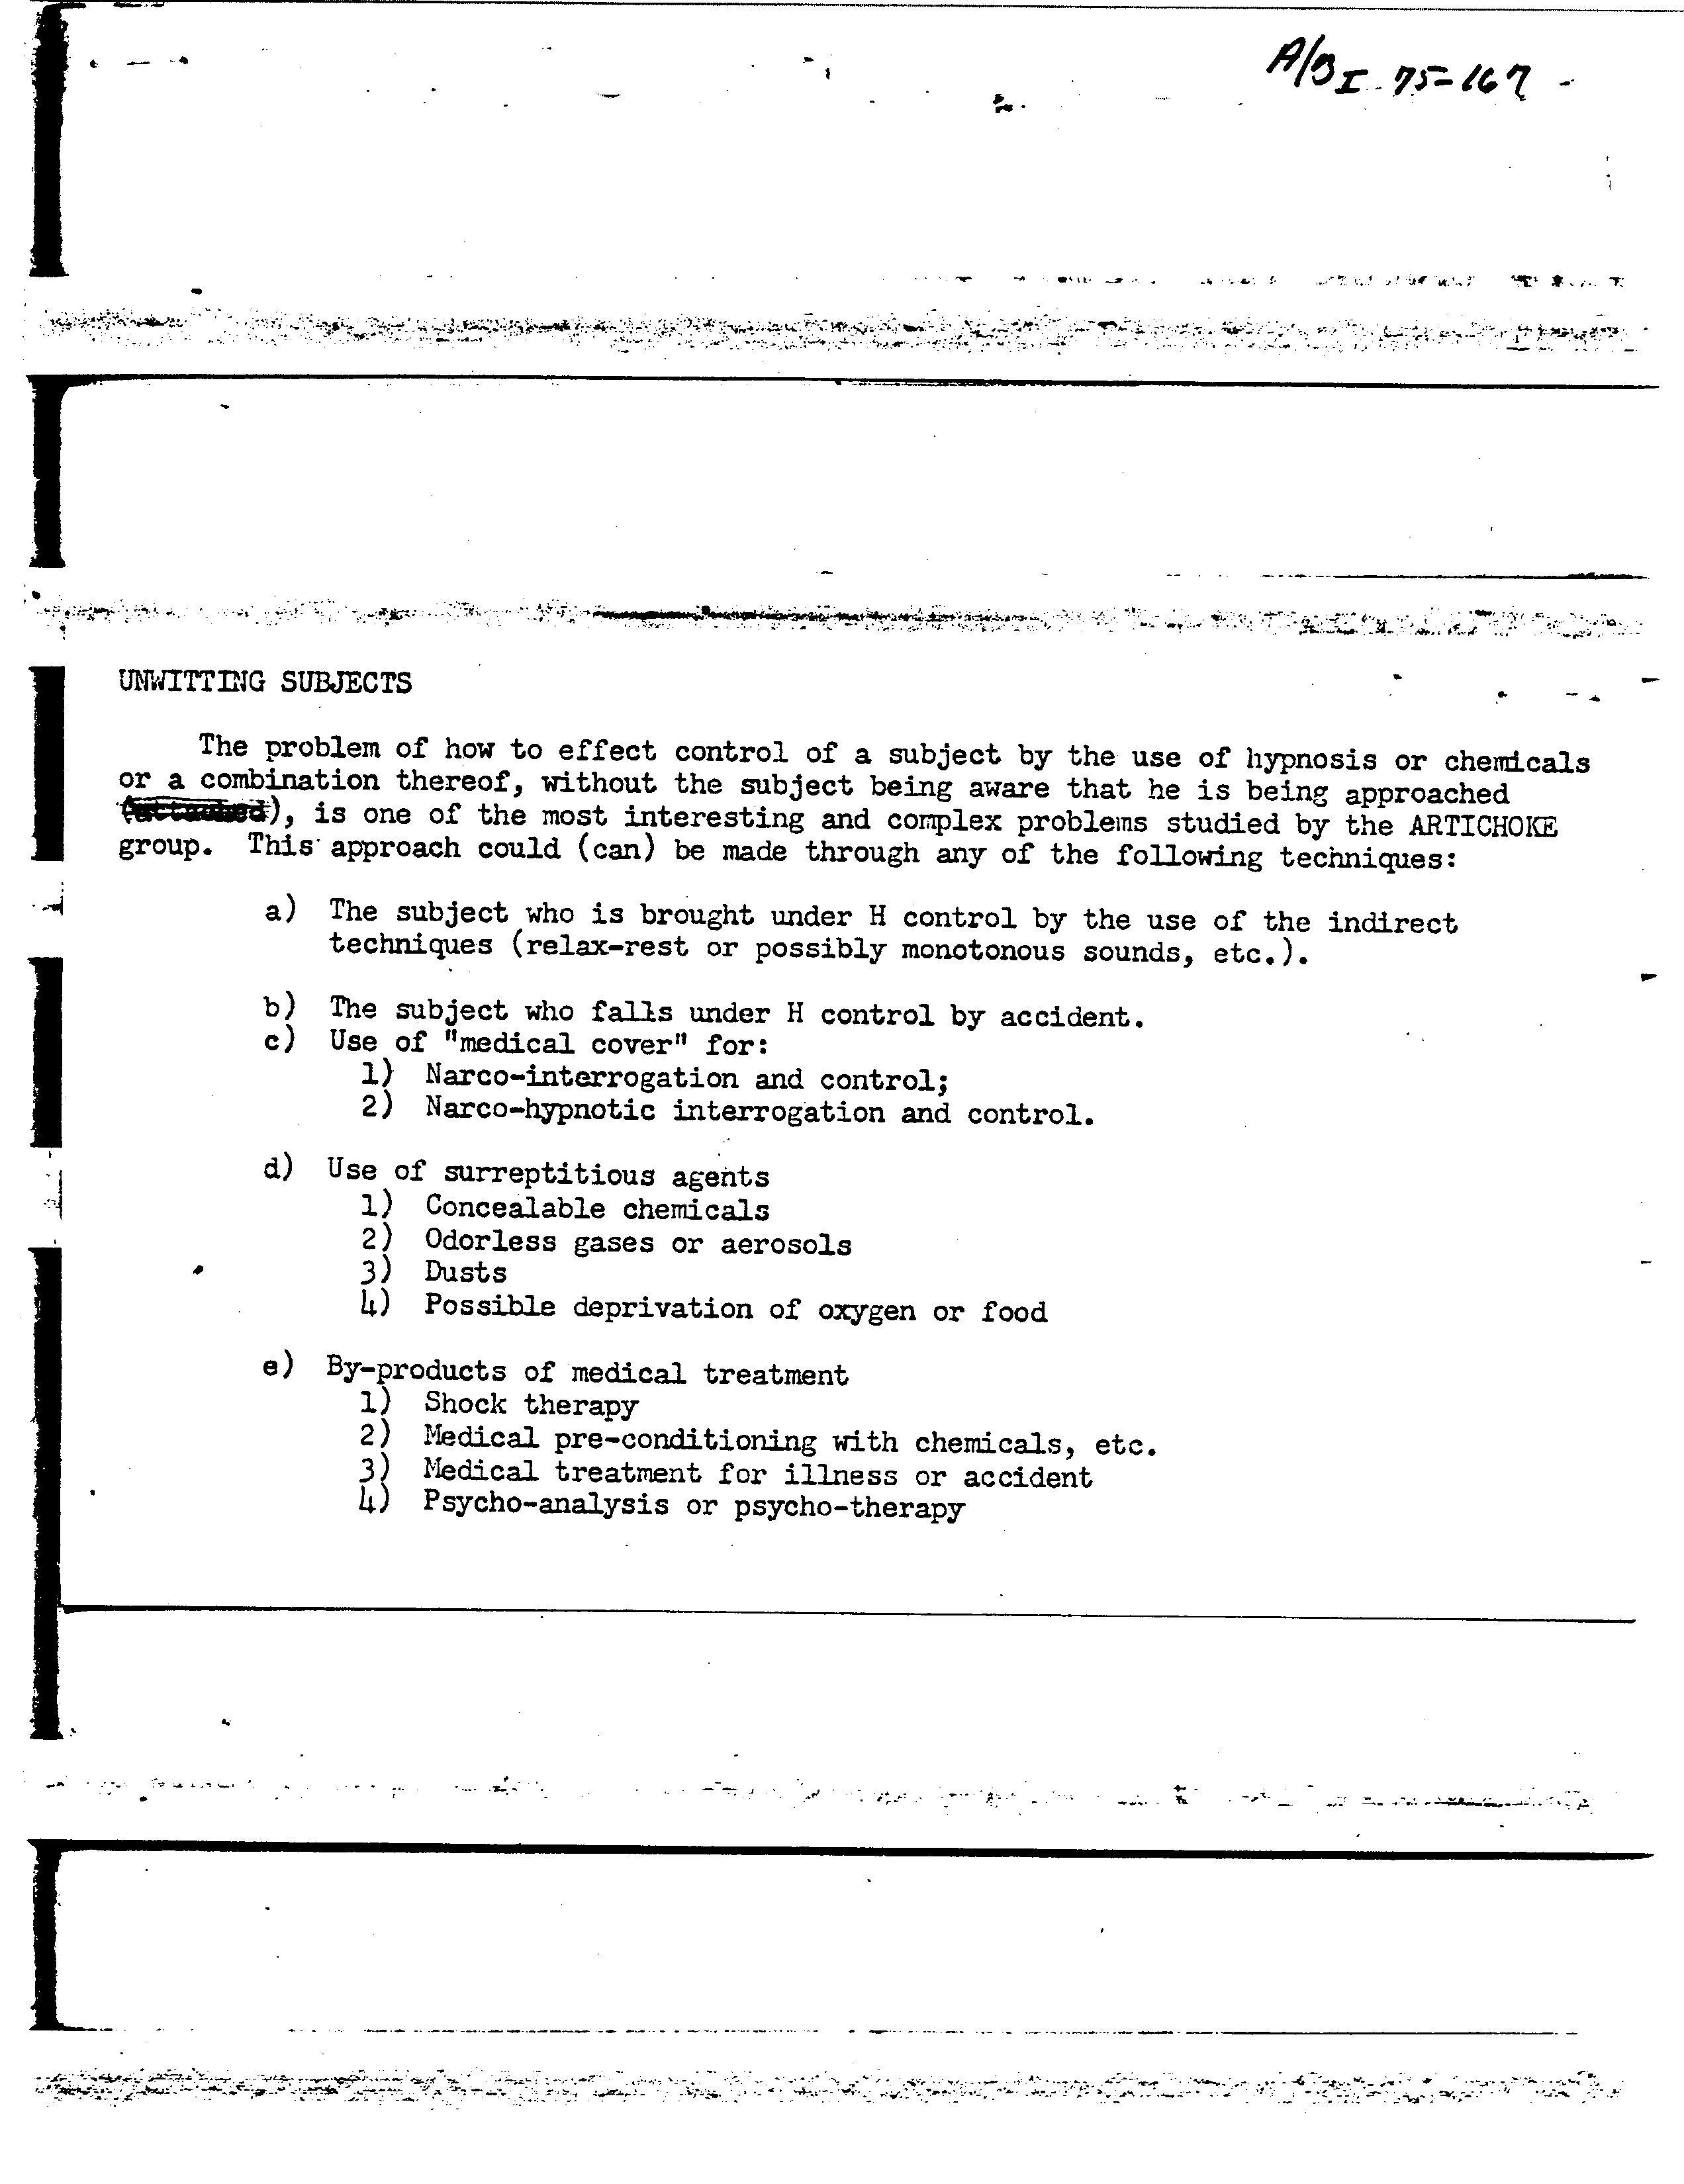 A/B I 75-167
UNWITTING SUBJECTS
The problem of how to effect control of a subject by the use of hypnosis or chemicals
or a combination thereof, without the subject being aware that he is being approached
), is one of the most interesting and complex problems studied by the ARTICHOKE
group. This approach could (can) be made through any of the following techniques:
a) The subject who is brought under H control by the use of the indirect
techniques (relax-rest or possibly monotonous sounds, etc.).
b) The subject who falls under H control by accident.
c) Use of "medical cover" for:
1) Narco-interrogation and control;
2) Narco-hypnotic interrogation and control.
d) Use of surreptitious agents
1) Concealable chemicals
2) Odorless gases or aerosols
3) Dusts
4) Possible deprivation of oxygen or food
e) By-products of medical treatment
1) Shock therapy
2) Medical pre-conditioning with chemicals, etc.
3) Medical treatment for illness or accident
4) Psycho-analysis or psycho-therapy